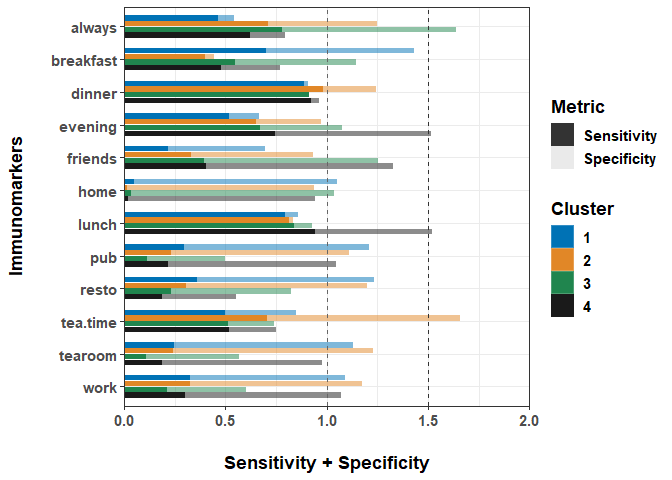 Immunomarkers
always
breakfast
dinner
evening
friends
home
lunch
pub
resto
tea.time
tearoom
work
0.0 0.5 1.0 1.5 2.0
Sensitivity + Specificity
Metric
Sensitivity
Specificity
Cluster
1
2
3
4